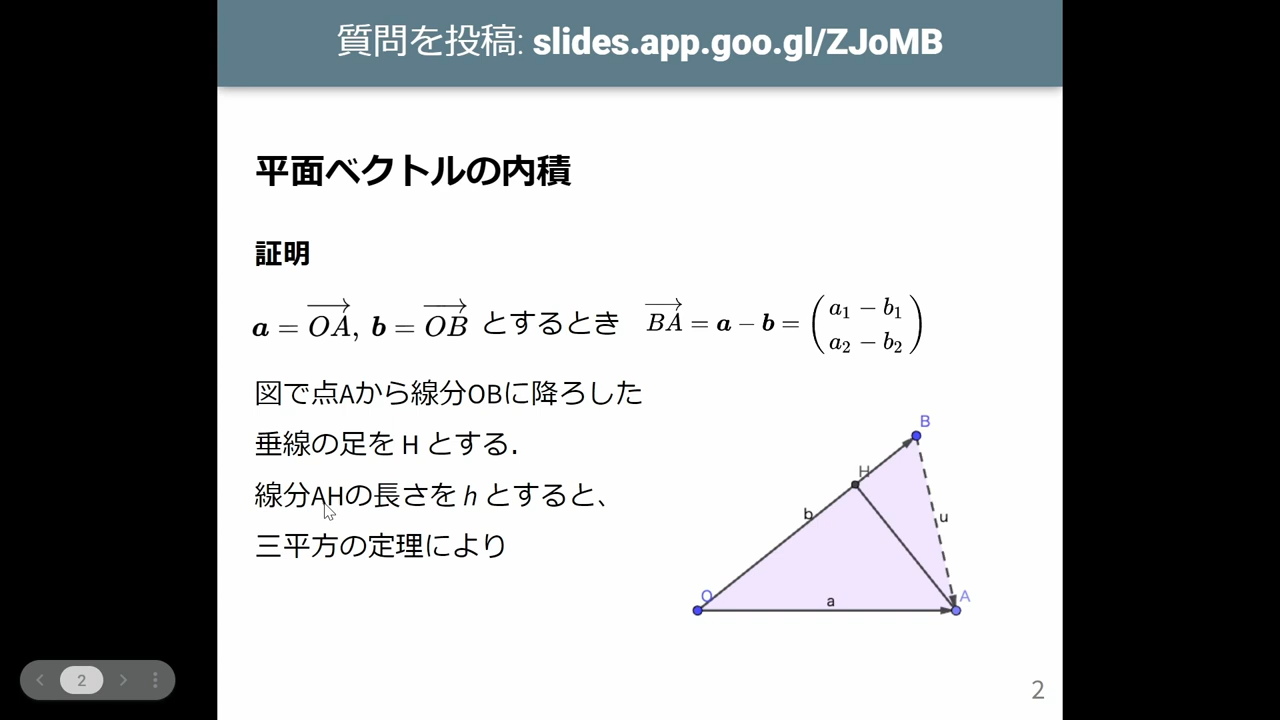 質問を投稿: slides.app.goo.gl/ZJoMB
平面ベクトルの内積
証明
a = OA, b = OB とするとき BA = a − b = (a1 − b1 a2 − b2)
図で点Aから線分OBに降ろした
垂線の足を H とする.
線分AHの長さを h とすると、
三平方の定理により
B
H
b
u
O
a
A
2
2